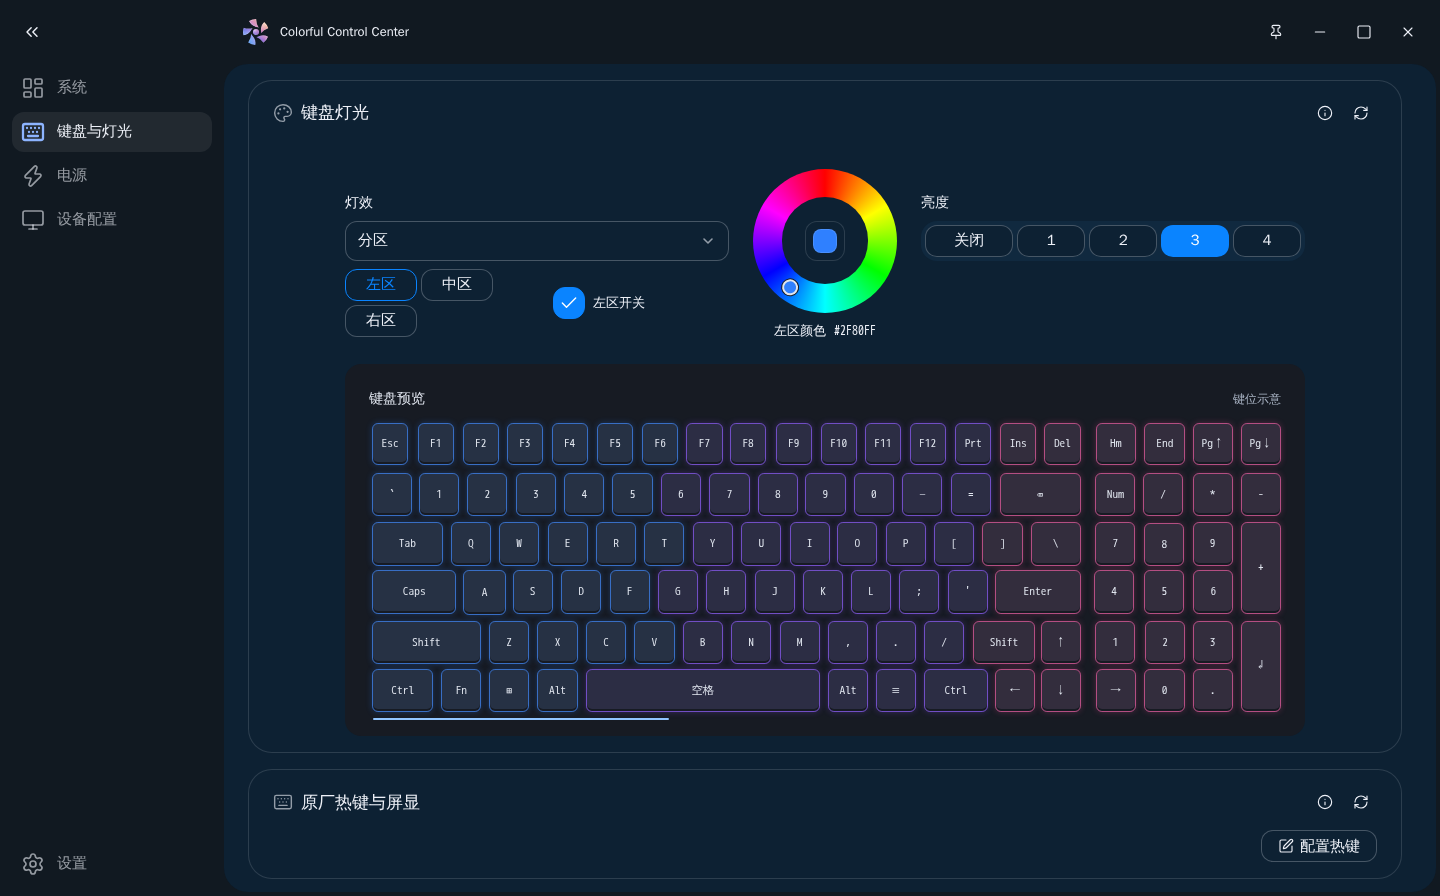 Colorful Control Center
系统
键盘与灯光
电源
设备配置
设置
键盘灯光
灯效
分区
左区 中区
右区
左区开关
左区颜色 #2F80FF
亮度
关闭 1 2 3 4
键盘预览 键位示意
Esc F1 F2 F3 F4 F5 F6 F7 F8 F9 F10 F11 F12 Prt Ins Del Hm End Pg↑ Pg↓
` 1 2 3 4 5 6 7 8 9 0 − = ⌫ Num / * -
Tab Q W E R T Y U I O P [ ] \ 7 8 9 +
Caps A S D F G H J K L ; ' Enter 4 5 6
Shift Z X C V B N M , . / Shift ↑ 1 2 3 ↲
Ctrl Fn ⊞ Alt 空格 Alt ≡ Ctrl ← ↓ → 0 .
原厂热键与屏显
配置热键